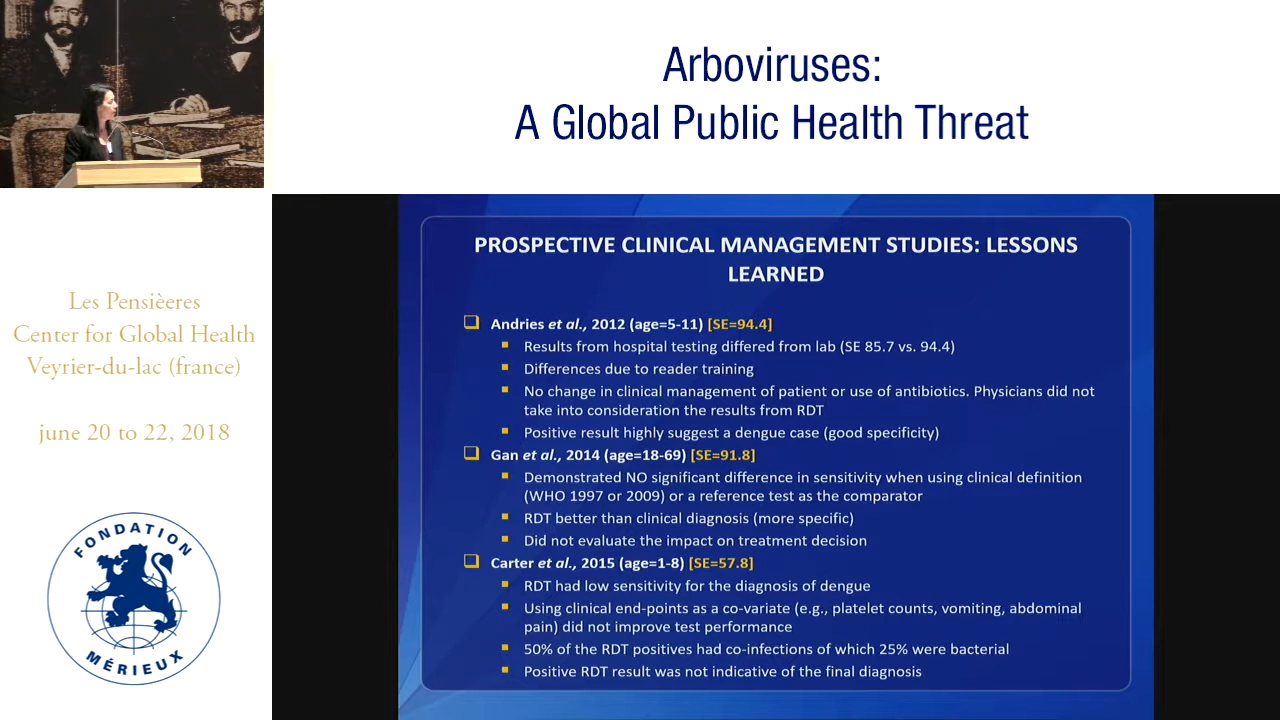 Arboviruses:
A Global Public Health Threat
Les Pensièeres
Center for Global Health
Veyrier-du-lac (france)
june 20 to 22, 2018
FONDATION
MÉRIEUX
PROSPECTIVE CLINICAL MANAGEMENT STUDIES: LESSONS
LEARNED
❑ Andries et al., 2012 (age=5-11) [SE=94.4]
▪ Results from hospital testing differed from lab (SE 85.7 vs. 94.4)
▪ Differences due to reader training
▪ No change in clinical management of patient or use of antibiotics. Physicians did not
take into consideration the results from RDT
▪ Positive result highly suggest a dengue case (good specificity)
❑ Gan et al., 2014 (age=18-69) [SE=91.8]
▪ Demonstrated NO significant difference in sensitivity when using clinical definition
(WHO 1997 or 2009) or a reference test as the comparator
▪ RDT better than clinical diagnosis (more specific)
▪ Did not evaluate the impact on treatment decision
❑ Carter et al., 2015 (age=1-8) [SE=57.8]
▪ RDT had low sensitivity for the diagnosis of dengue
▪ Using clinical end-points as a co-variate (e.g., platelet counts, vomiting, abdominal
pain) did not improve test performance
▪ 50% of the RDT positives had co-infections of which 25% were bacterial
▪ Positive RDT result was not indicative of the final diagnosis